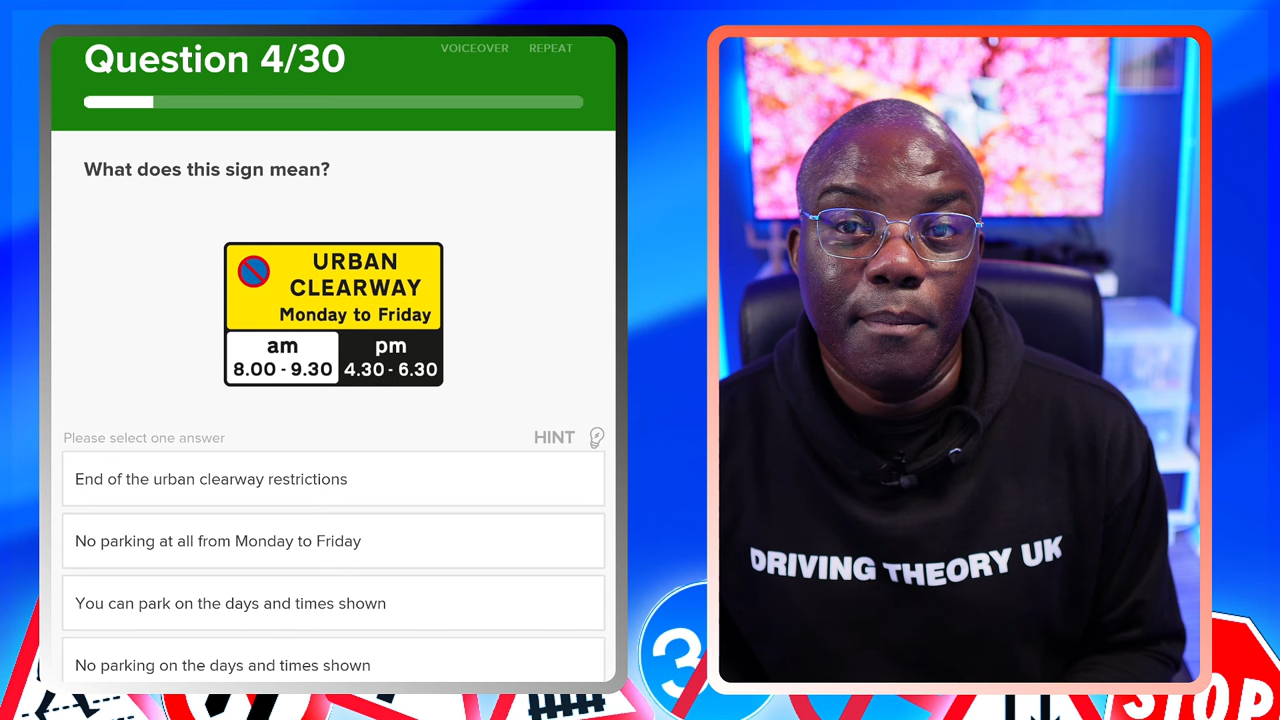 Question 4/30
VOICEOVER
REPEAT
What does this sign mean?
URBAN
CLEARWAY
Monday to Friday
am
pm
8.00 - 9.30
4.30 - 6.30
Please select one answer
HINT
End of the urban clearway restrictions
No parking at all from Monday to Friday
You can park on the days and times shown
No parking on the days and times shown
DRIVING THEORY UK
3
STOP